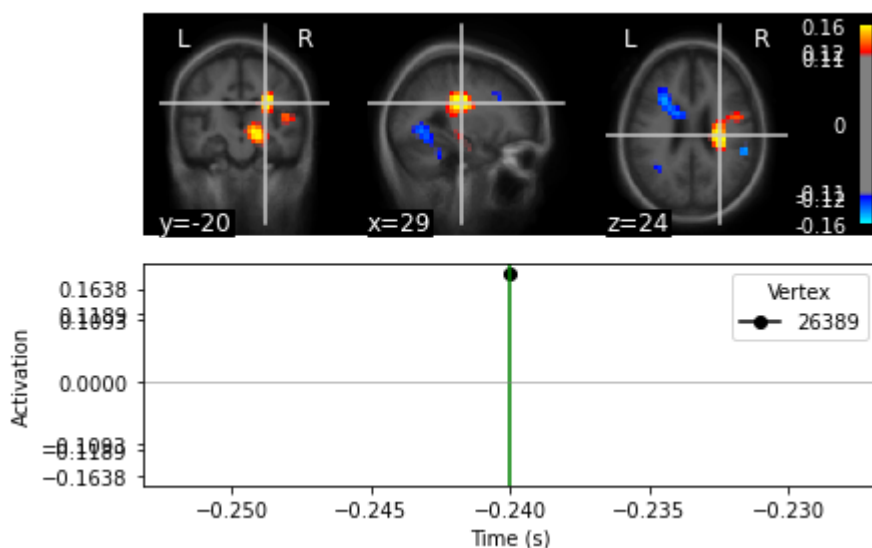 L R
L R
0.16
0.12
0.11
0
-0.12
-0.16
y=-20
x=29
z=24
Activation
0.1638
0.1189
0.1093
0.0000
−0.1093
−0.1189
−0.1638
Vertex
26389
−0.250 −0.245 −0.240 −0.235 −0.230
Time (s)